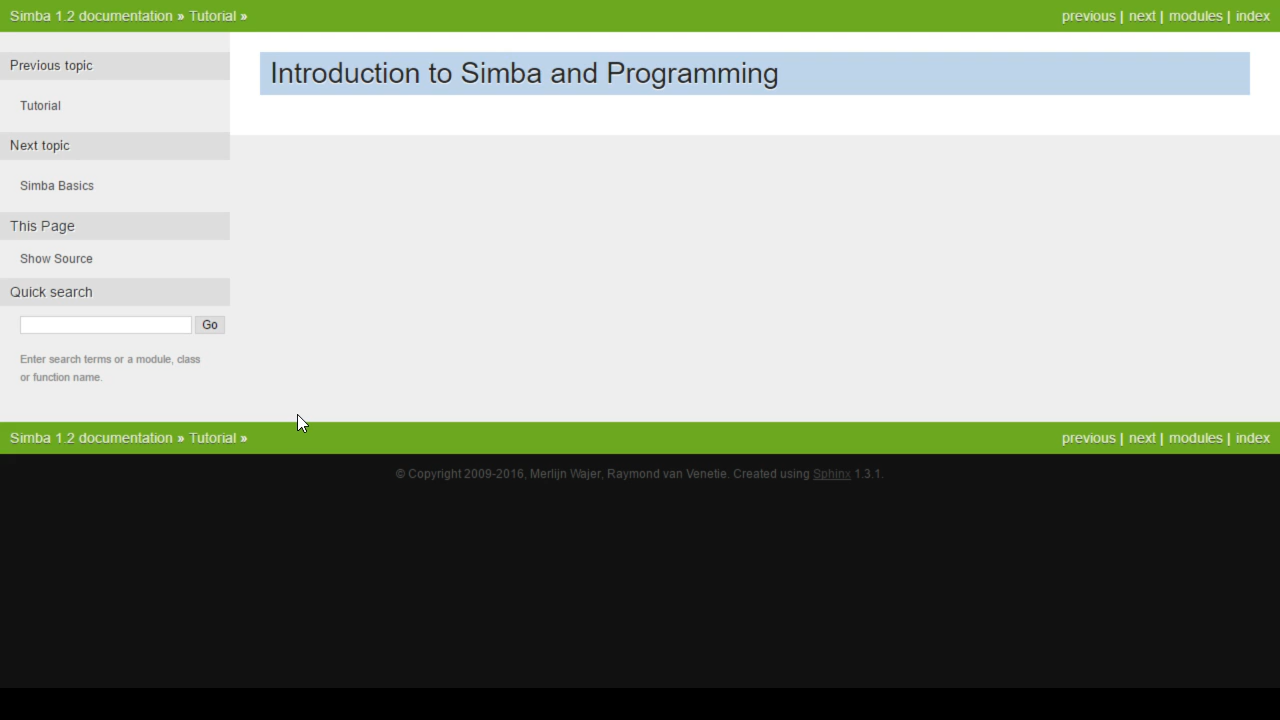 Simba 1.2 documentation » Tutorial »
previous | next | modules | index
Previous topic
Tutorial
Next topic
Simba Basics
This Page
Show Source
Quick search
Go
Enter search terms or a module, class
or function name.
Introduction to Simba and Programming
Simba 1.2 documentation » Tutorial »
previous | next | modules | index
© Copyright 2009-2016, Merlijn Wajer, Raymond van Venetie. Created using Sphinx 1.3.1.